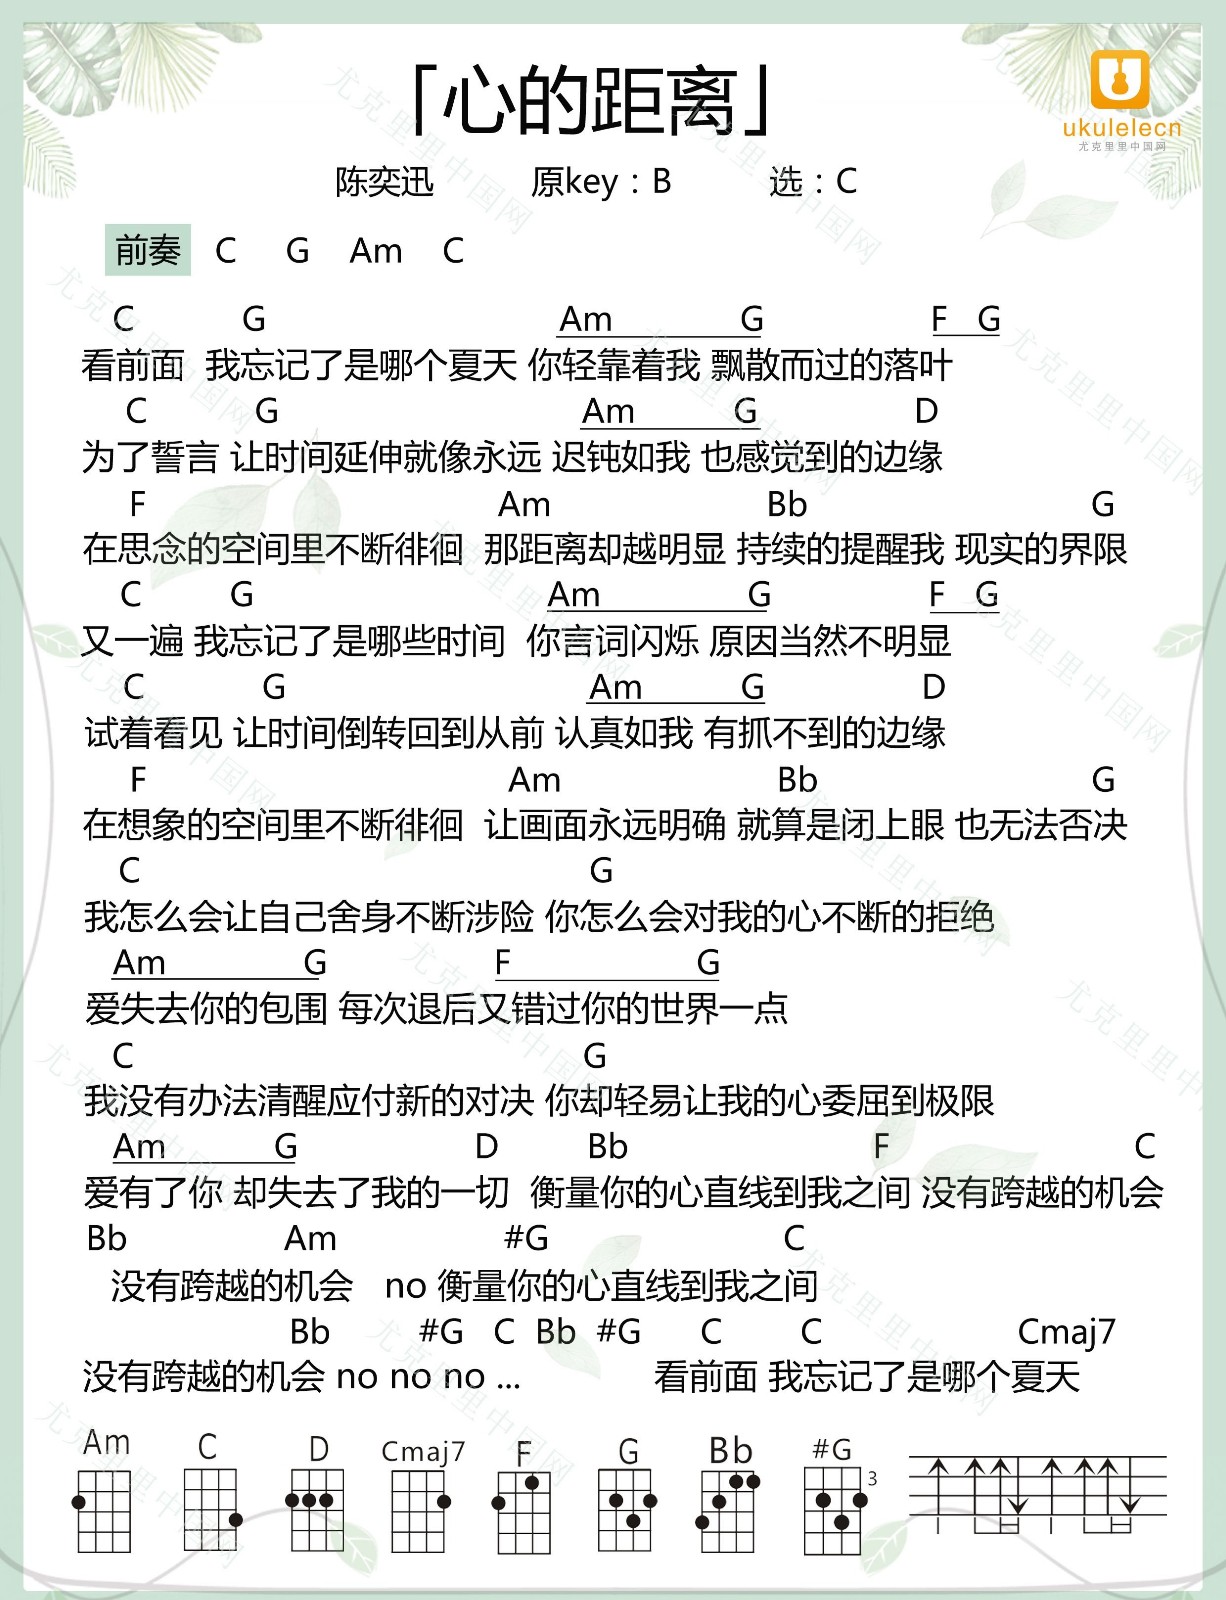 「心的距离」
ukulelecn
尤克里里中国网
陈奕迅 原key：B 选：C
前奏 C G Am C
C G Am G F G
看前面 我忘记了是哪个夏天 你轻靠着我 飘散而过的落叶
C G Am G D
为了誓言 让时间延伸就像永远 迟钝如我 也感觉到的边缘
F Am Bb G
在思念的空间里不断徘徊 那距离却越明显 持续的提醒我 现实的界限
C G Am G F G
又一遍 我忘记了是哪些时间 你言词闪烁 原因当然不明显
C G Am G D
试着看见 让时间倒转回到从前 认真如我 有抓不到的边缘
F Am Bb G
在想象的空间里不断徘徊 让画面永远明确 就算是闭上眼 也无法否决
C G
我怎么会让自己舍身不断涉险 你怎么会对我的心不断的拒绝
Am G F G
爱失去你的包围 每次退后又错过你的世界一点
C G
我没有办法清醒应付新的对决 你却轻易让我的心委屈到极限
Am G D Bb F C
爱有了你 却失去了我的一切 衡量你的心直线到我之间 没有跨越的机会
Bb Am #G C
没有跨越的机会 no 衡量你的心直线到我之间
Bb #G C Bb #G C C Cmaj7
没有跨越的机会 no no no ... 看前面 我忘记了是哪个夏天
Am C D Cmaj7 F G Bb #G
3